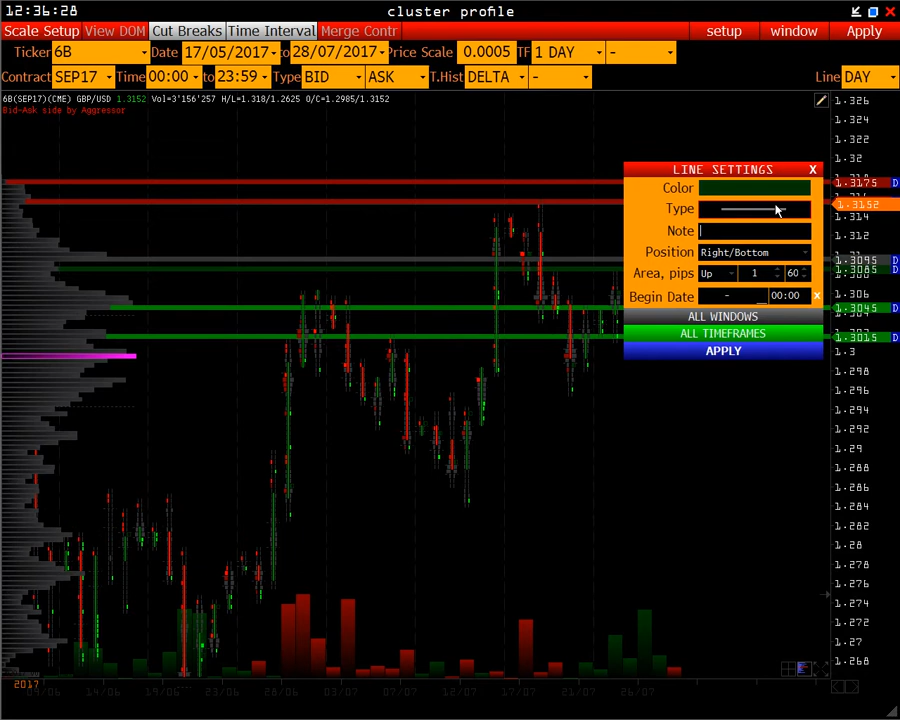 12:36:28 cluster profile
Scale Setup View DOM Cut Breaks Time Interval Merge Contr setup window Apply
Ticker 6B Date 17/05/2017 to 28/07/2017 Price Scale 0.0005 TF 1 DAY -
Contract SEP17 Time 00:00 to 23:59 Type BID ASK T.Hist DELTA - Line DAY
6B(SEP17)(CME) GBP/USD 1.3152 Vol=3'156'257 H/L=1.318/1.2625 O/C=1.2985/1.3152
Bid-Ask side by Aggressor
1.326
1.324
1.322
1.32
LINE SETTINGS X
1.3175 D
Color
1.3152
Type
1.314
Note
1.312
Position Right/Bottom
1.3095 D
1.3085 D
Area, pips Up 1 60
1.306
Begin Date - __ 00:00 x
1.3045 D
ALL WINDOWS
ALL TIMEFRAMES
1.3015 D
APPLY
1.3
1.298
1.296
1.294
1.292
1.29
1.288
1.286
1.284
1.282
1.28
1.278
1.276
1.274
1.272
1.27
1.268
2017
09/06 14/06 19/06 23/06 28/06 03/07 07/07 12/07 17/07 21/07 26/07